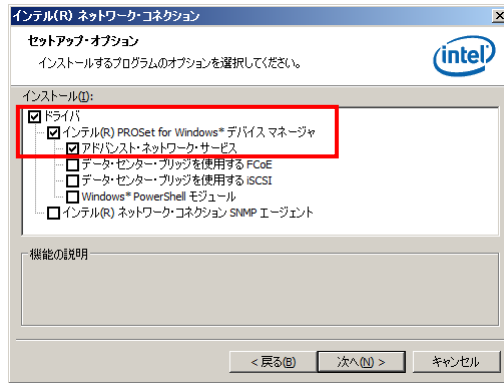 インテル(R) ネットワーク・コネクション
セットアップ・オプション
インストールするプログラムのオプションを選択してください。
intel
インストール(I):
ドライバ
インテル(R) PROSet for Windows* デバイス マネージャ
アドバンスト・ネットワーク・サービス
データ・センター・ブリッジを使用する FCoE
データ・センター・ブリッジを使用する iSCSI
Windows* PowerShell モジュール
インテル(R) ネットワーク・コネクション SNMP エージェント
機能の説明
< 戻る(B)
次へ(N) >
キャンセル